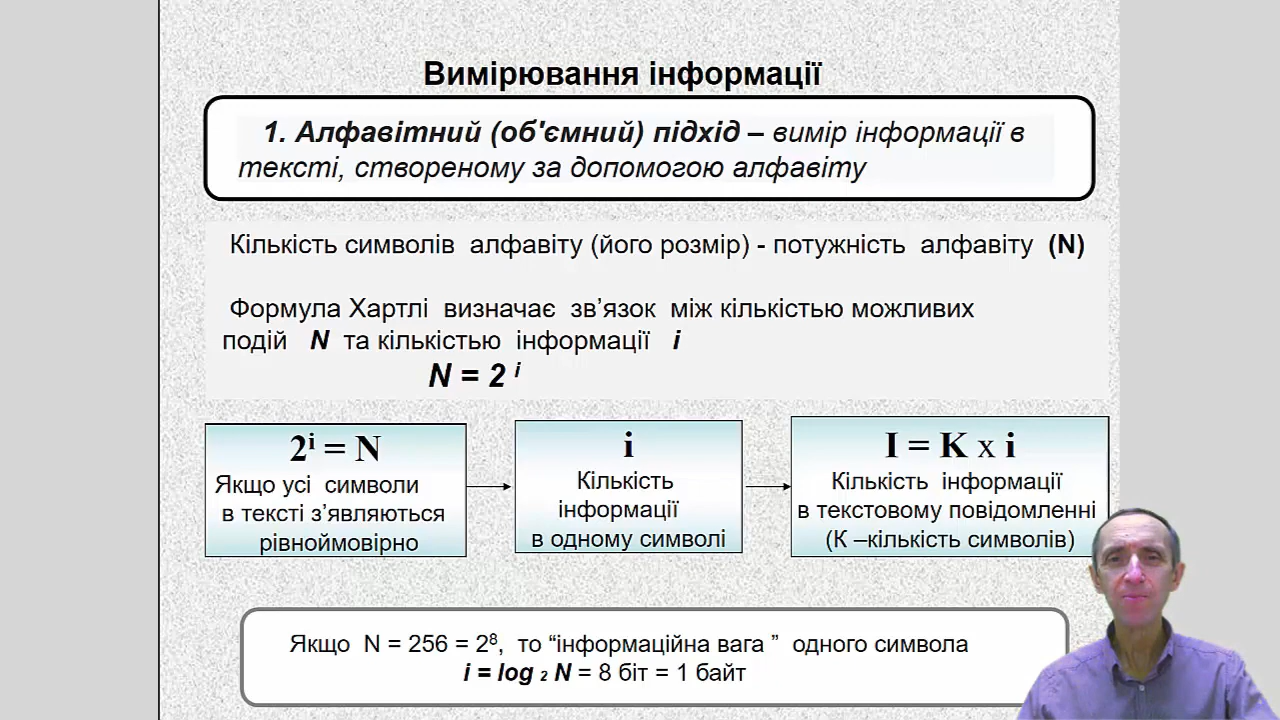 Вимірювання інформації
1. Алфавітний (об'ємний) підхід – вимір інформації в
тексті, створеному за допомогою алфавіту
Кількість символів алфавіту (його розмір) - потужність алфавіту (N)
Формула Хартлі визначає зв’язок між кількістю можливих
подій N та кількістью інформації i
N = 2 ⁱ
2ⁱ = N
Якщо усі символи
в тексті з’являються
рівноймовірно
i
Кількість
інформації
в одному символі
I = K x i
Кількість інформації
в текстовому повідомленні
(К –кількість символів)
Якщо N = 256 = 2⁸, то “інформаційна вага ” одного символа
i = log ₂ N = 8 біт = 1 байт